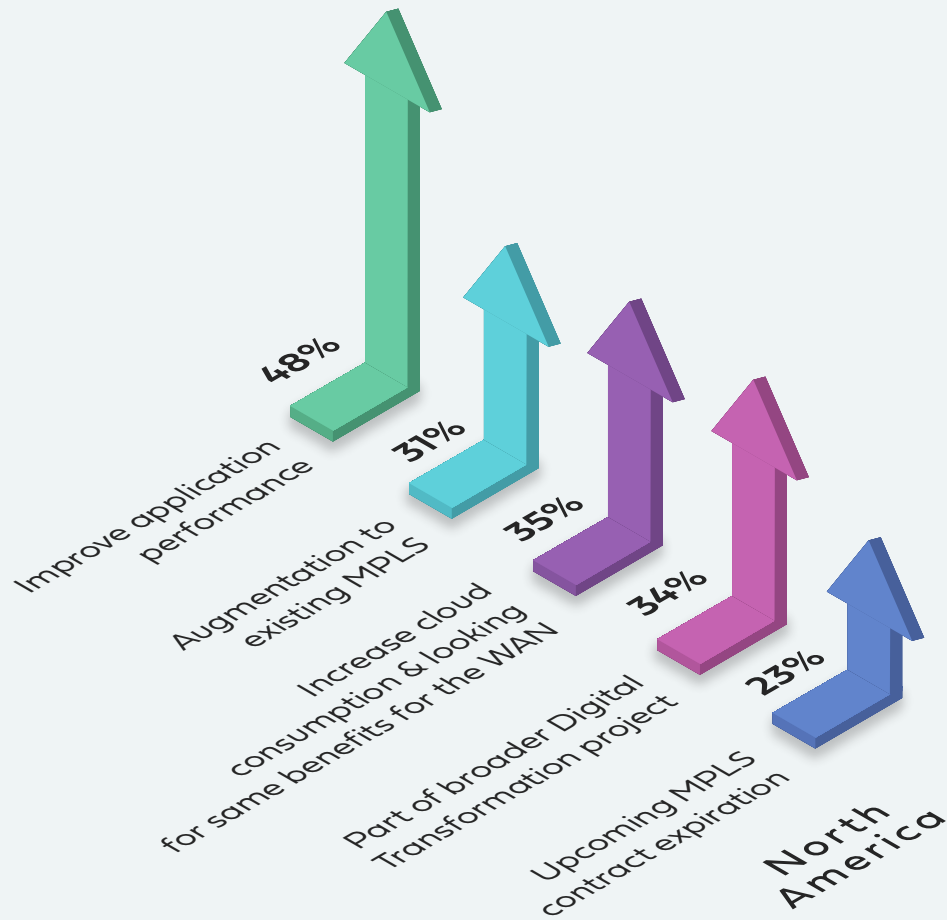 48%
Improve application
performance
31%
Augmentation to
existing MPLS
35%
Increase cloud
consumption & looking
for same benefits for the WAN
34%
Part of broader Digital
Transformation project
23%
Upcoming MPLS
contract expiration
North
America